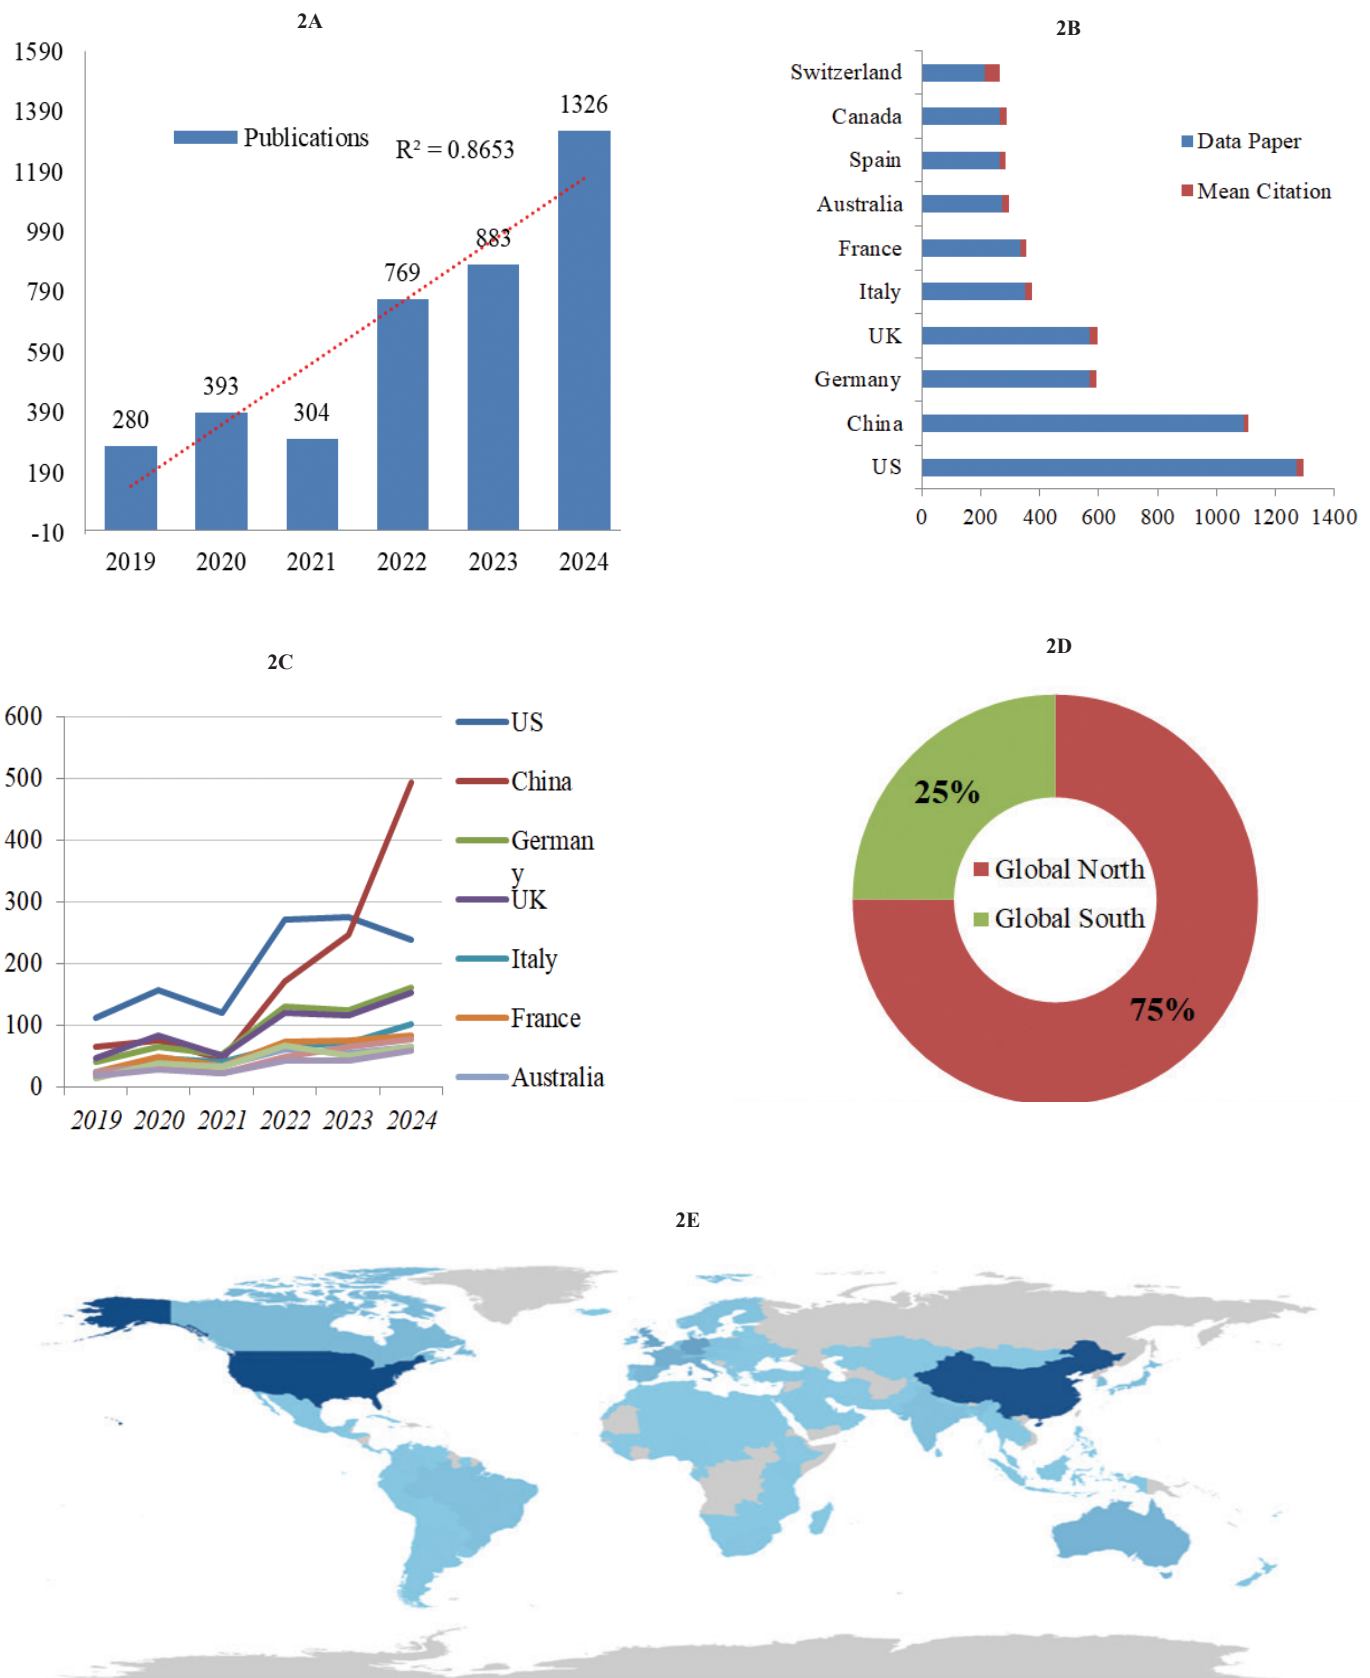 2A
1590
1390
1190
990
790
590
390
190
-10
Publications
R² = 0.8653
280
393
304
769
883
1326
2019 2020 2021 2022 2023 2024
2B
Switzerland
Canada
Spain
Australia
France
Italy
UK
Germany
China
US
0 200 400 600 800 1000 1200 1400
Data Paper
Mean Citation
2C
600
500
400
300
200
100
0
2019 2020 2021 2022 2023 2024
US
China
German
y
UK
Italy
France
Australia
2D
25%
Global North
Global South
75%
2E